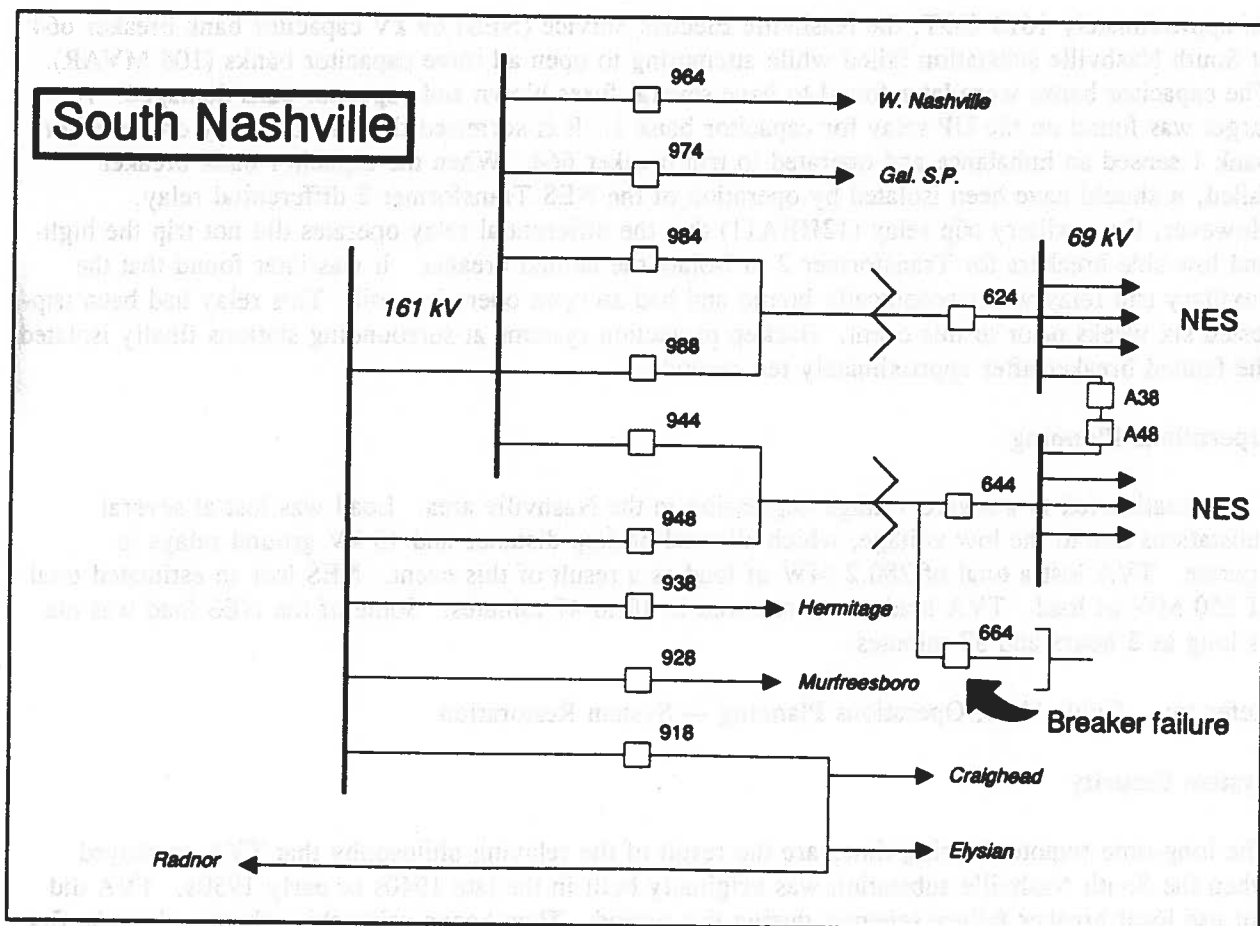 South Nashville
964
W. Nashville
974
Gal. S.P.
984
69 kV
161 kV
624
NES
988
A38
944
A48
644
NES
948
938
Hermitage
664
928
Murfreesboro
Breaker failure
918
Craighead
Elysian
Radnor